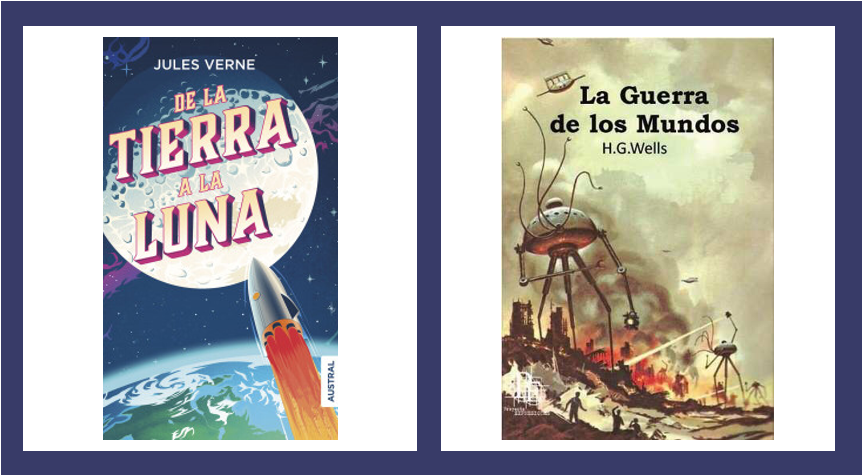 JULES VERNE
DE LA
TIERRA
A LA
LUNA
AUSTRAL
La Guerra
de los Mundos
H.G.Wells